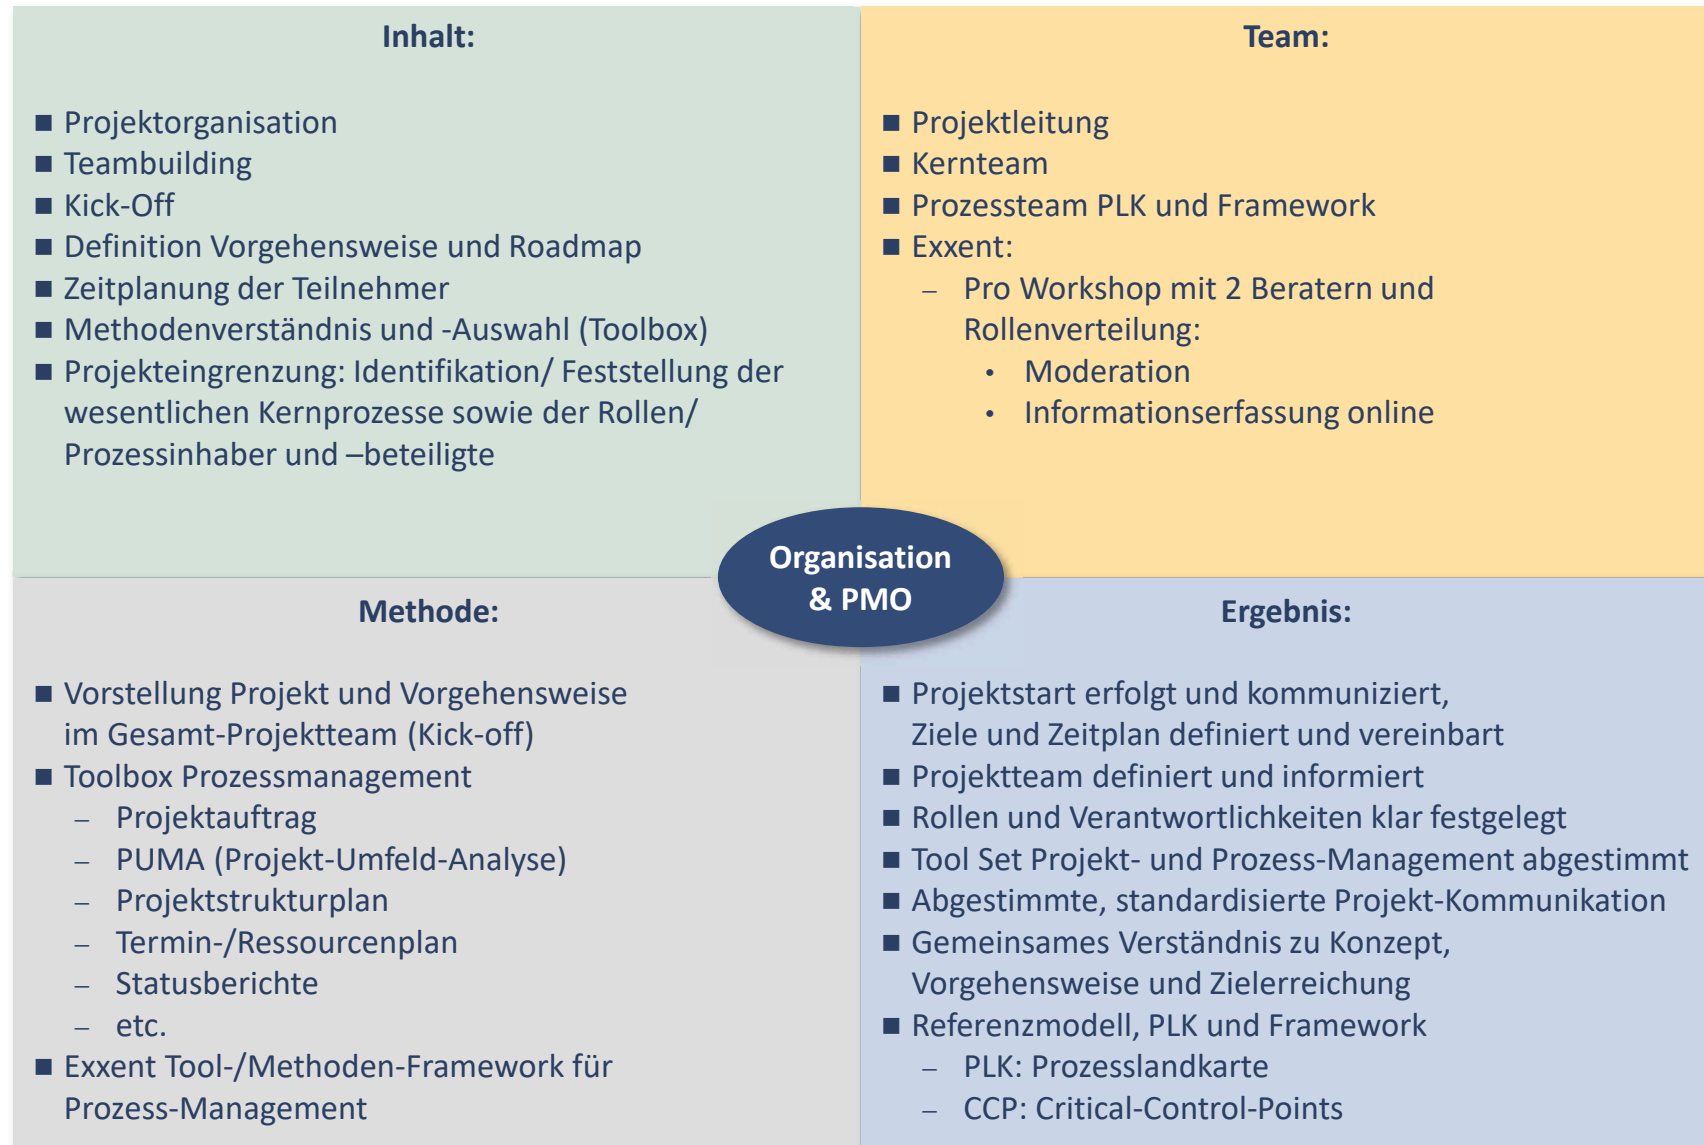 Inhalt:
■ Projektorganisation
■ Teambuilding
■ Kick-Off
■ Definition Vorgehensweise und Roadmap
■ Zeitplanung der Teilnehmer
■ Methodenverständnis und -Auswahl (Toolbox)
■ Projekteingrenzung: Identifikation/ Feststellung der
wesentlichen Kernprozesse sowie der Rollen/
Prozessinhaber und –beteiligte
Team:
■ Projektleitung
■ Kernteam
■ Prozessteam PLK und Framework
■ Exxent:
– Pro Workshop mit 2 Beratern und
Rollenverteilung:
• Moderation
• Informationserfassung online
Organisation
& PMO
Methode:
■ Vorstellung Projekt und Vorgehensweise
im Gesamt-Projektteam (Kick-off)
■ Toolbox Prozessmanagement
– Projektauftrag
– PUMA (Projekt-Umfeld-Analyse)
– Projektstrukturplan
– Termin-/Ressourcenplan
– Statusberichte
– etc.
■ Exxent Tool-/Methoden-Framework für
Prozess-Management
Ergebnis:
■ Projektstart erfolgt und kommuniziert,
Ziele und Zeitplan definiert und vereinbart
■ Projektteam definiert und informiert
■ Rollen und Verantwortlichkeiten klar festgelegt
■ Tool Set Projekt- und Prozess-Management abgestimmt
■ Abgestimmte, standardisierte Projekt-Kommunikation
■ Gemeinsames Verständnis zu Konzept,
Vorgehensweise und Zielerreichung
■ Referenzmodell, PLK und Framework
– PLK: Prozesslandkarte
– CCP: Critical-Control-Points